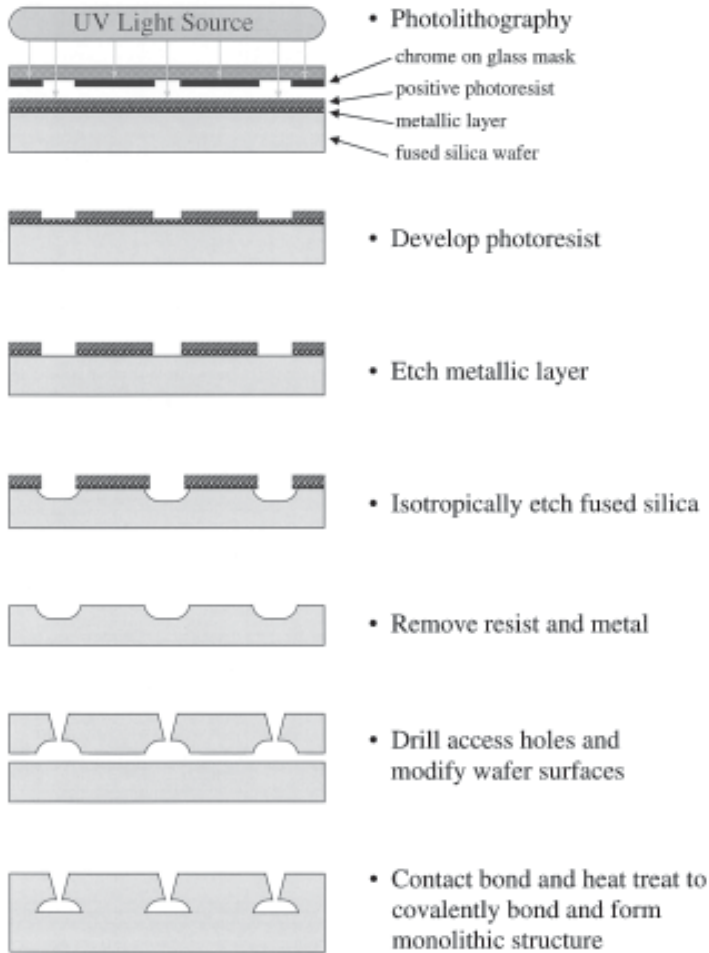 UV Light Source
• Photolithography
chrome on glass mask
positive photoresist
metallic layer
fused silica wafer
• Develop photoresist
• Etch metallic layer
• Isotropically etch fused silica
• Remove resist and metal
• Drill access holes and
modify wafer surfaces
• Contact bond and heat treat to
covalently bond and form
monolithic structure